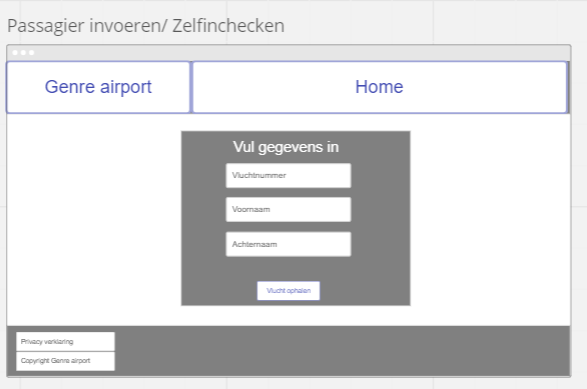 Passagier invoeren/ Zelfinchecken
Genre airport
Home
Vul gegevens in
Vluchtnummer
Voornaam
Achternaam
Vlucht ophalen
Privacy verklaring
Copyright Genre airport